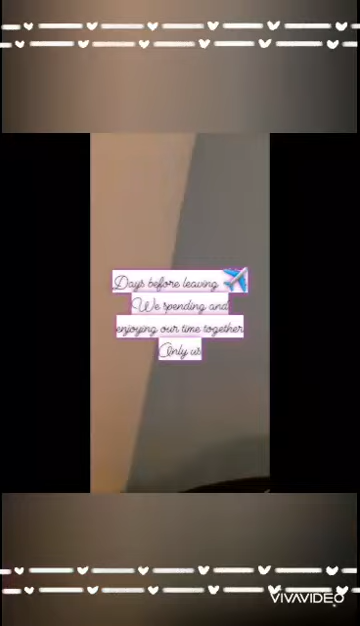 Days before leaving ✈️
We spending and
enjoying our time together
Only us
VIVAVIDEO